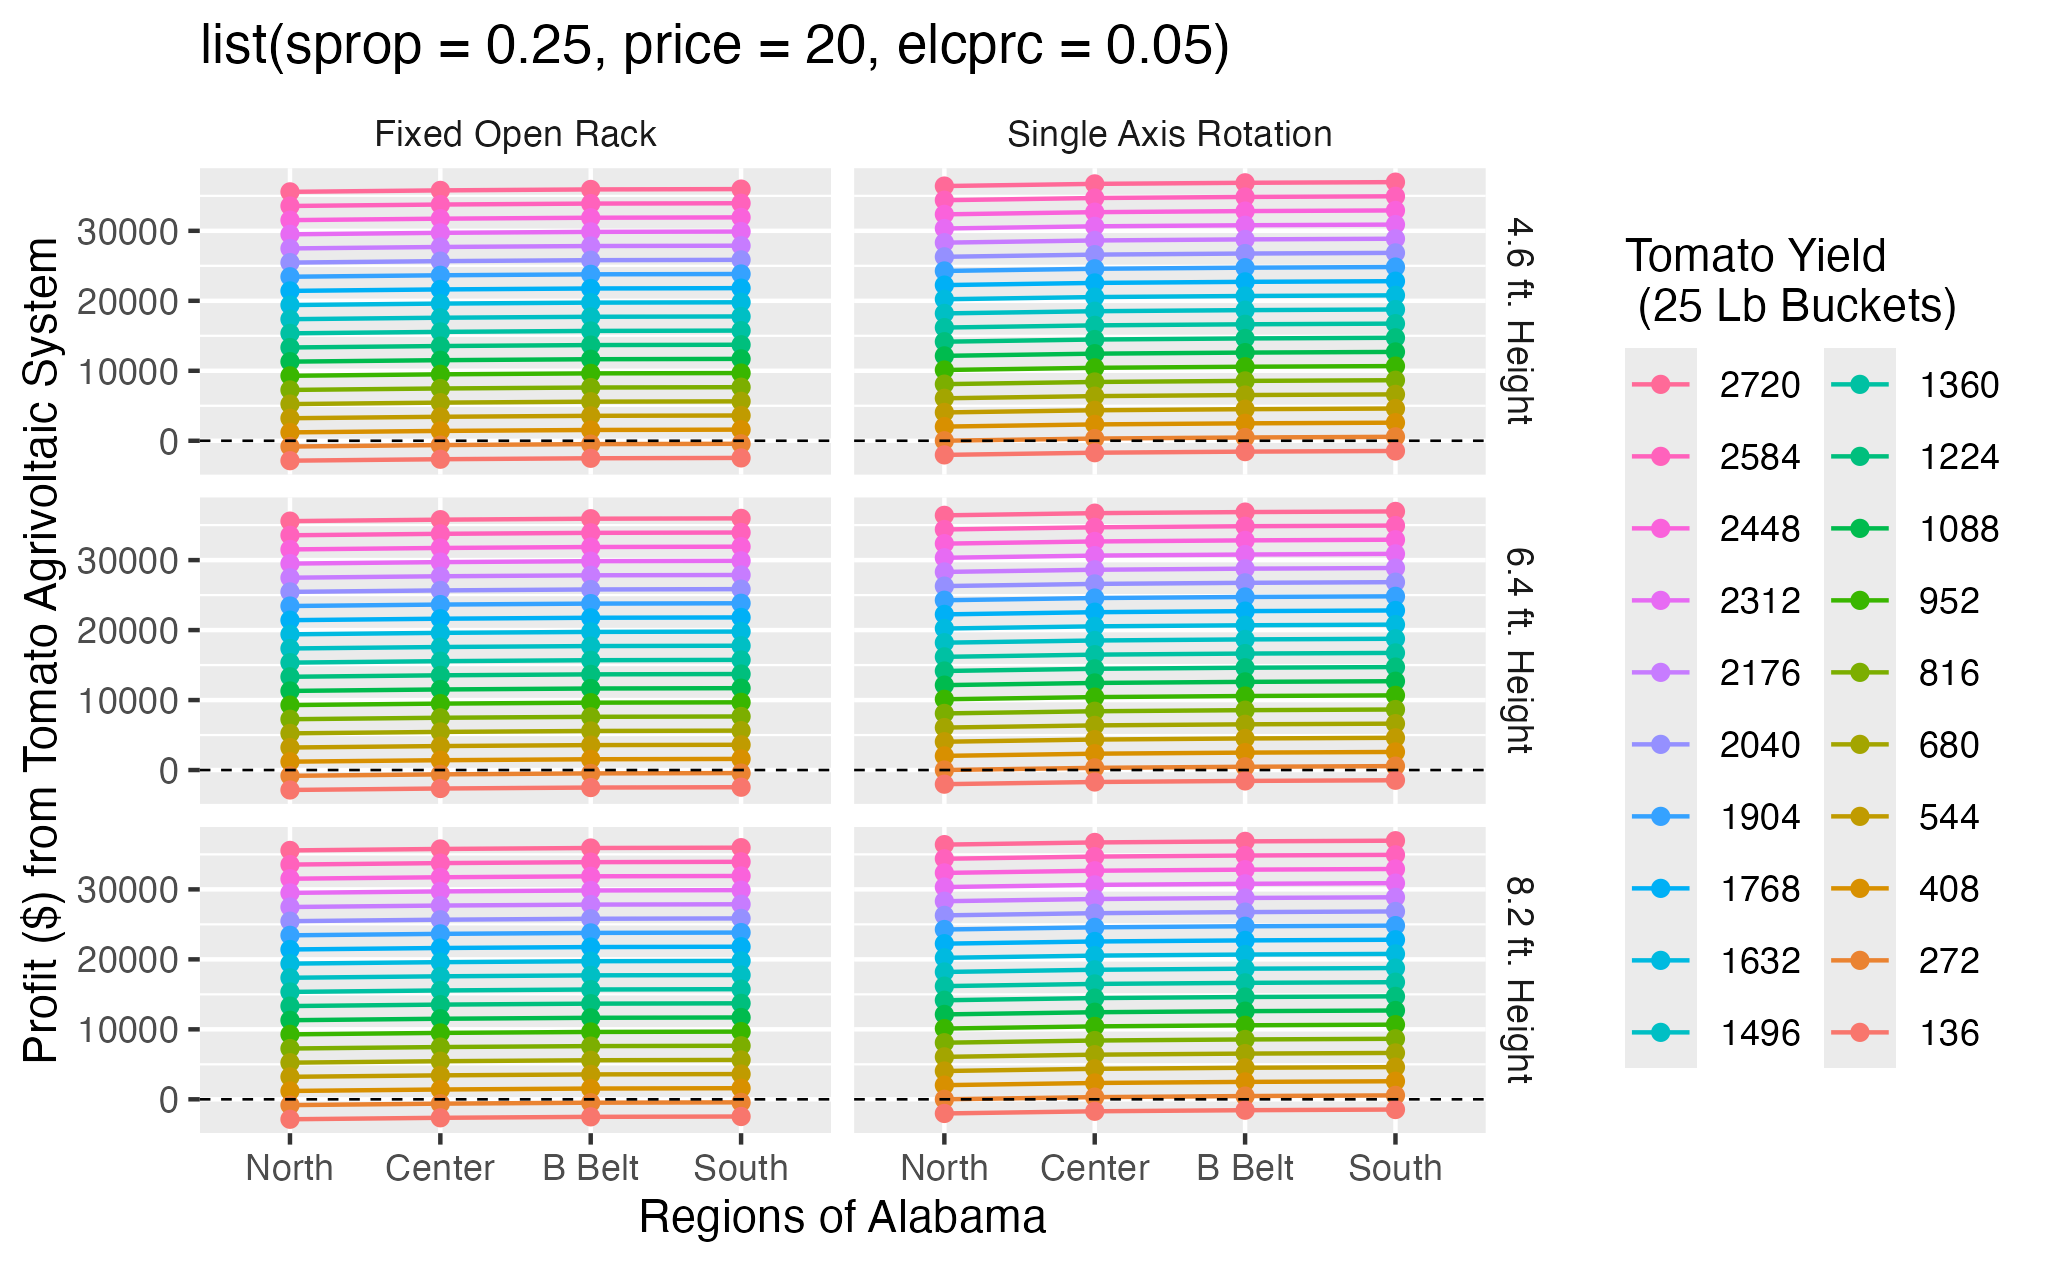 list(sprop = 0.25, price = 20, elcprc = 0.05)
Fixed Open Rack
Single Axis Rotation
Profit ($) from Tomato Agrivoltaic System
30000
20000
10000
0
4.6 ft. Height
30000
20000
10000
0
6.4 ft. Height
30000
20000
10000
0
8.2 ft. Height
North Center B Belt South
North Center B Belt South
Regions of Alabama
Tomato Yield
(25 Lb Buckets)
2720 1360
2584 1224
2448 1088
2312 952
2176 816
2040 680
1904 544
1768 408
1632 272
1496 136